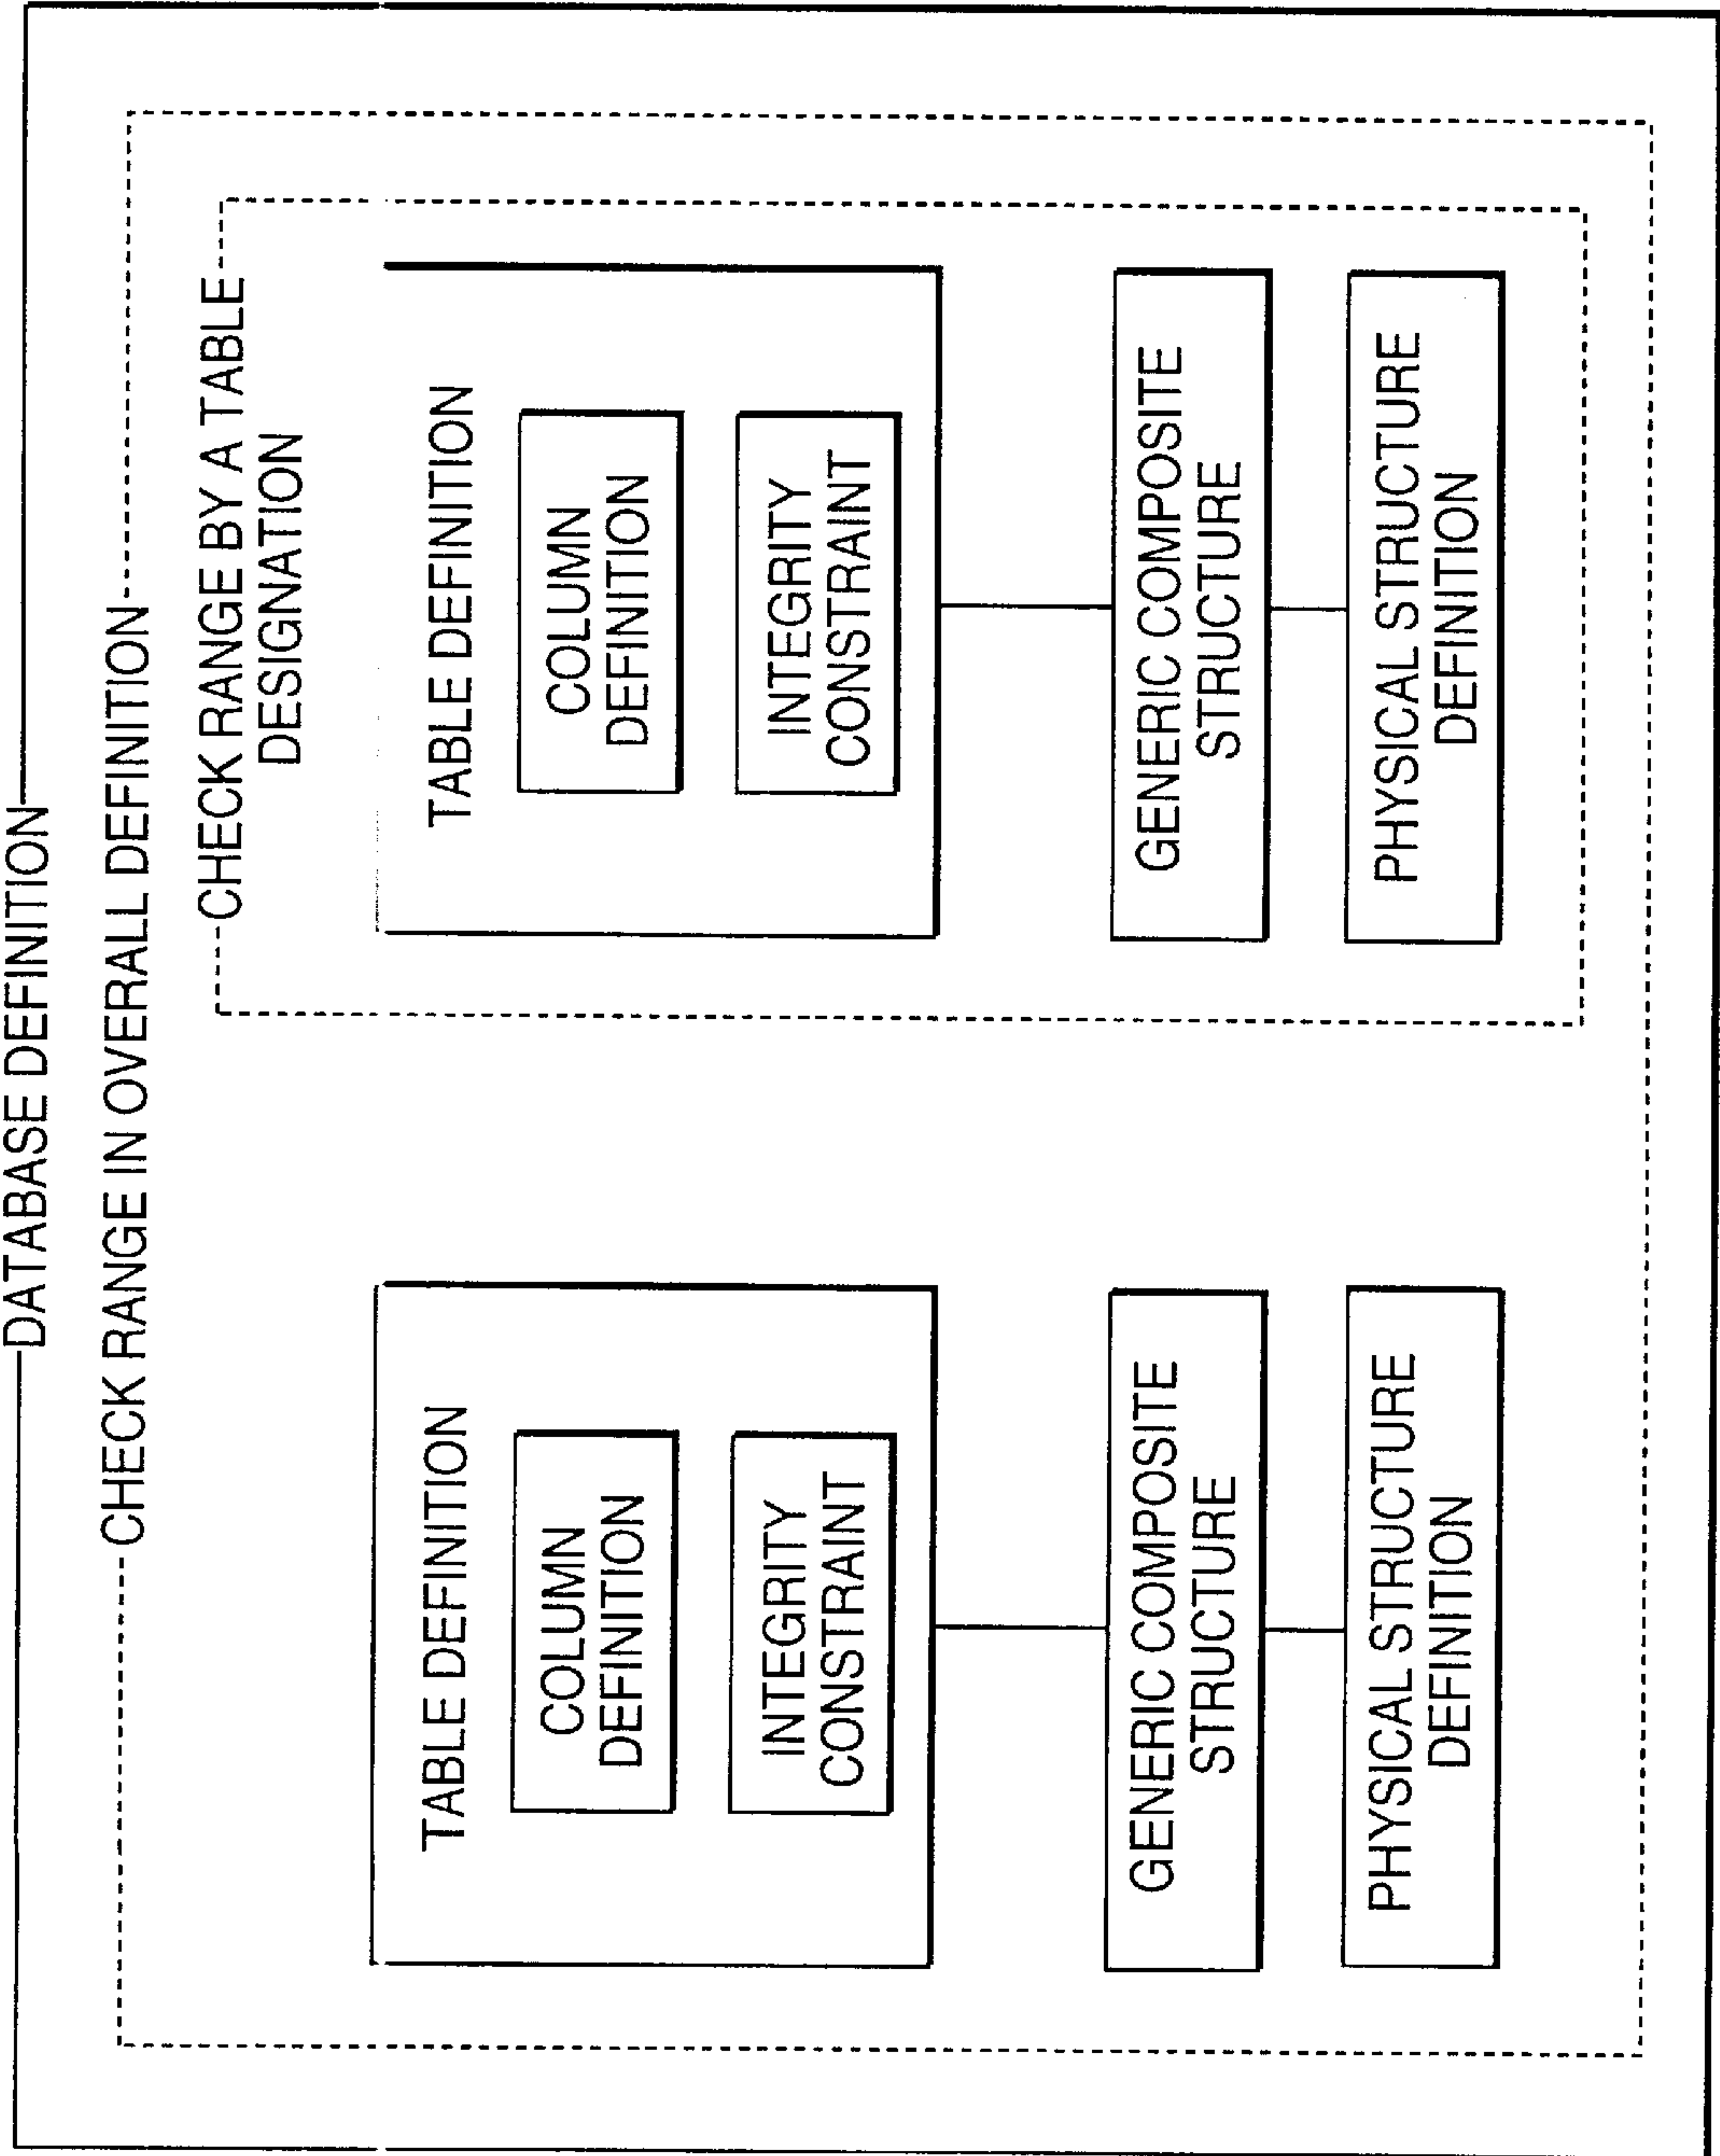 DATABASE DEFINITION
CHECK RANGE IN OVERALL DEFINITION
TABLE DEFINITION
COLUMN
DEFINITION
INTEGRITY
CONSTRAINT
GENERIC COMPOSITE
STRUCTURE
PHYSICAL STRUCTURE
DEFINITION
CHECK RANGE BY A TABLE
DESIGNATION
TABLE DEFINITION
COLUMN
DEFINITION
INTEGRITY
CONSTRAINT
GENERIC COMPOSITE
STRUCTURE
PHYSICAL STRUCTURE
DEFINITION